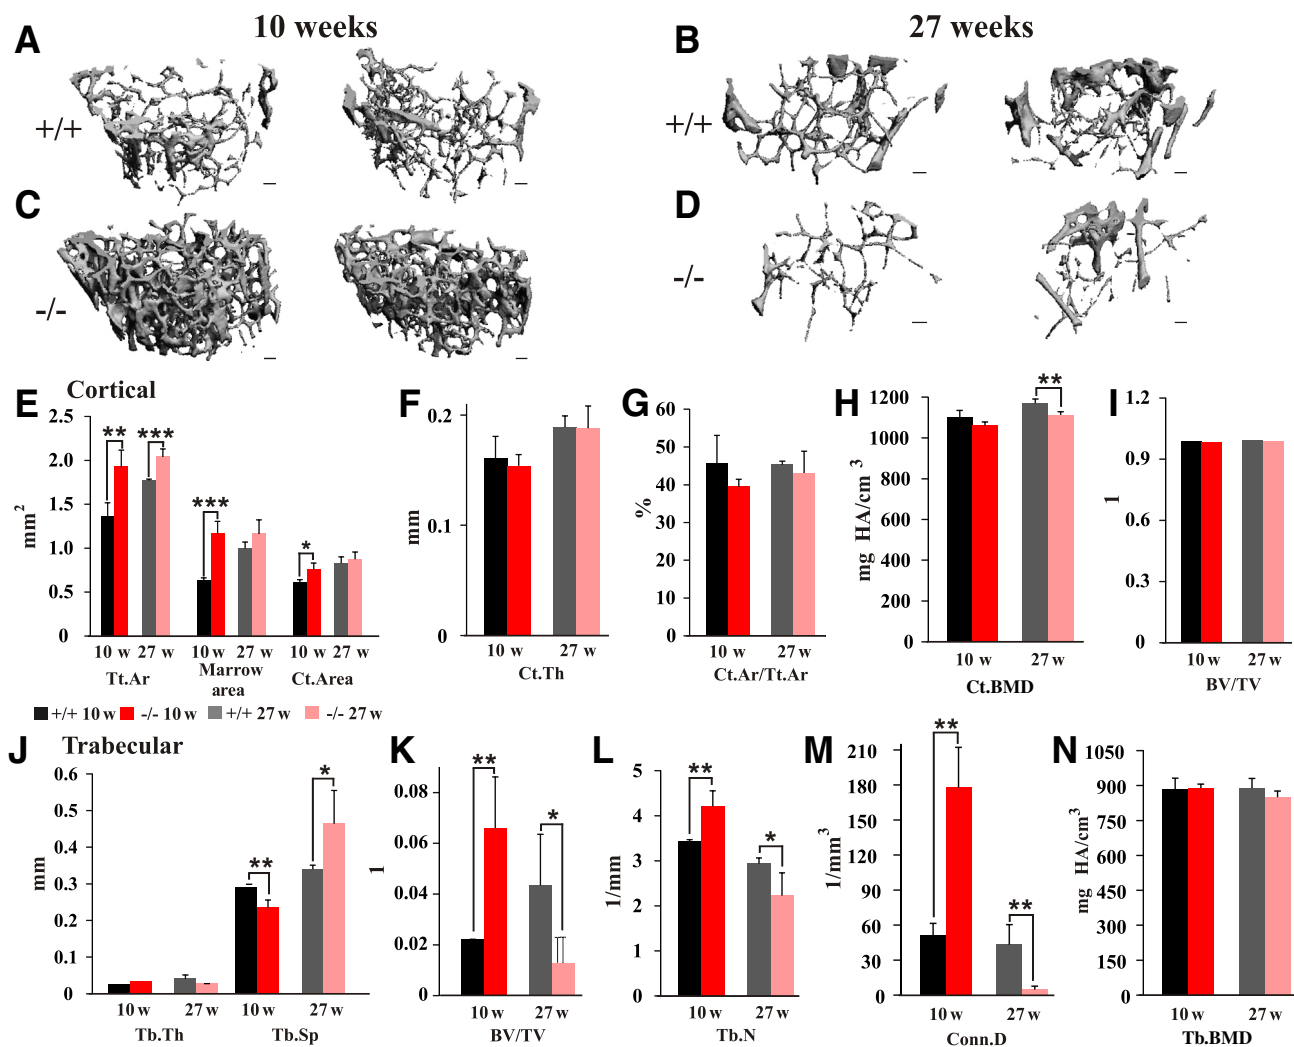 10 weeks
27 weeks
A
B
+/+
+/+
C
D
-/-
-/-
E Cortical
F
G
H
I
2.5
2.0
1.5
1.0
0.5
0
mm2
**
***
***
*
10 w 27 w 10 w 27 w 10 w 27 w
Tt.Ar
Marrow area
Ct.Area
0.2
0.1
0
mm
10 w 27 w
Ct.Th
60
50
40
30
20
10
0
%
10 w 27 w
Ct.Ar/Tt.Ar
1200
1000
800
600
400
200
0
mg HA/cm3
**
10 w 27 w
Ct.BMD
1.2
0.9
0.6
0.3
0
1
10 w 27 w
BV/TV
+/+ 10 w -/- 10 w +/+ 27 w -/- 27 w
J Trabecular
K
L
M
N
0.6
0.5
0.4
0.3
0.2
0.1
0
mm
**
*
10 w 27 w 10 w 27 w
Tb.Th
Tb.Sp
0.08
0.06
0.04
0.02
0
1
**
*
10 w 27 w
BV/TV
5
4
3
2
1
0
1/mm
**
*
10 w 27 w
Tb.N
210
180
150
120
90
60
30
0
1/mm3
**
**
10 w 27 w
Conn.D
1050
900
750
600
450
300
150
0
mg HA/cm3
10 w 27 w
Tb.BMD